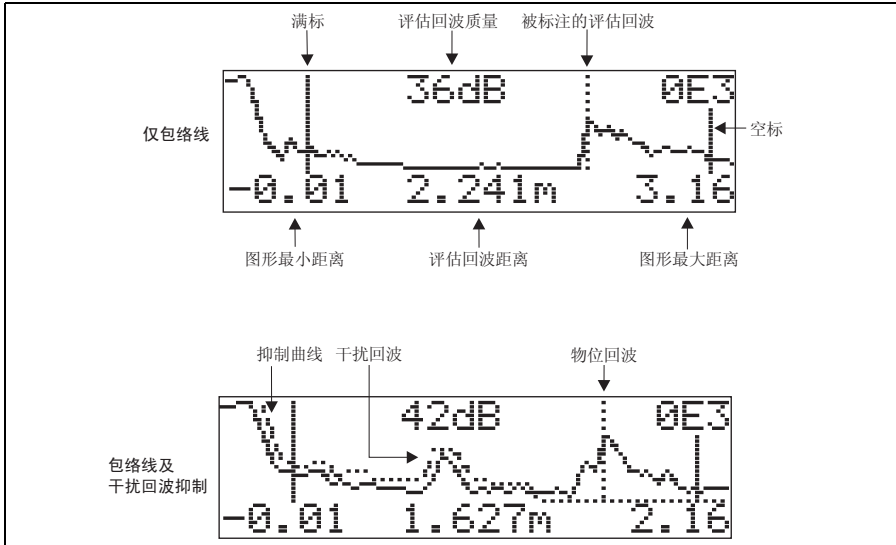 满标 评估回波质量 被标注的评估回波
36dB 0E3
仅包络线
空标
-0.01 2.241m 3.16
图形最小距离 评估回波距离 图形最大距离
抑制曲线 干扰回波 物位回波
42dB 0E3
包络线及
干扰回波抑制
-0.01 1.627m 2.16